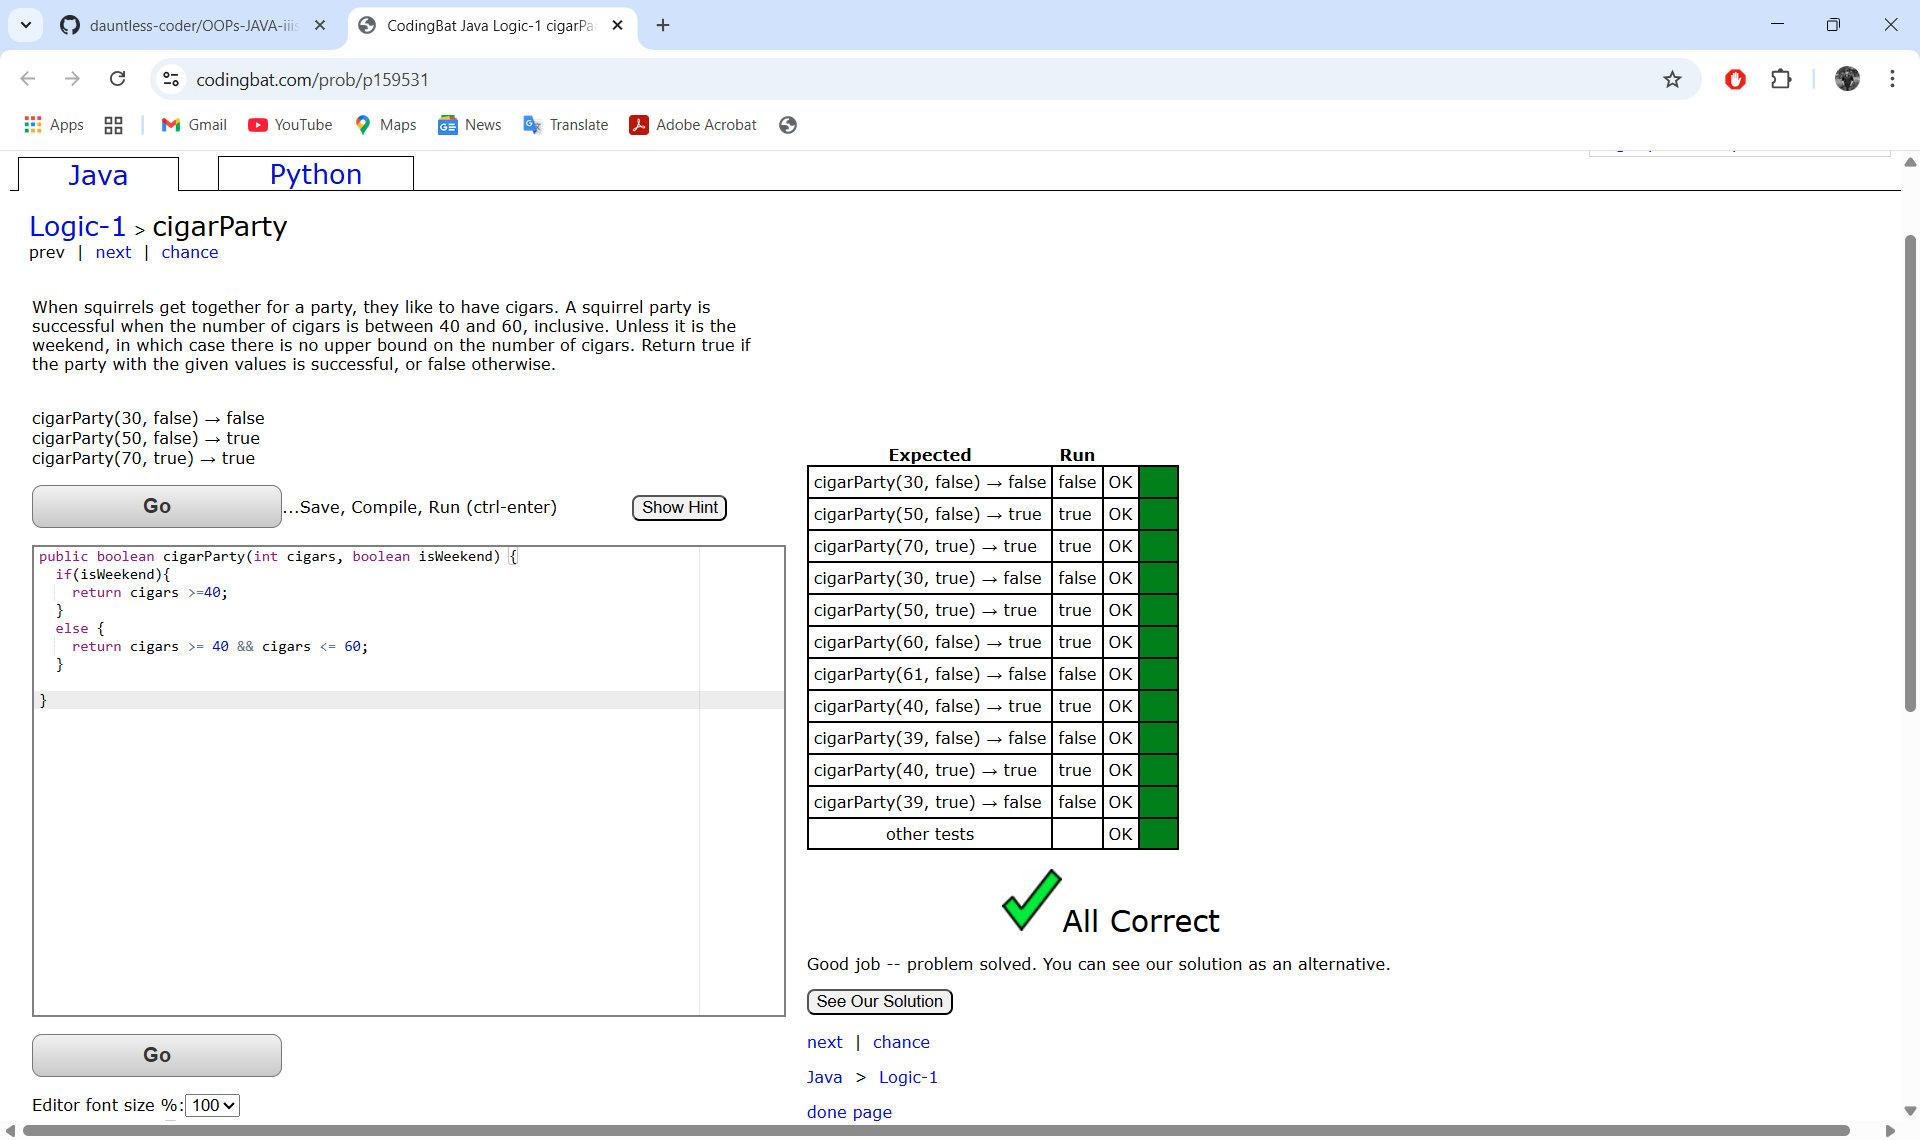 dauntless-coder/OOPs-JAVA-iiis
CodingBat Java Logic-1 cigarPa
codingbat.com/prob/p159531
Apps
Gmail
YouTube
Maps
News
Translate
Adobe Acrobat
Java
Python
Logic-1 > cigarParty
prev | next | chance
When squirrels get together for a party, they like to have cigars. A squirrel party is
successful when the number of cigars is between 40 and 60, inclusive. Unless it is the
weekend, in which case there is no upper bound on the number of cigars. Return true if
the party with the given values is successful, or false otherwise.
cigarParty(30, false) → false
cigarParty(50, false) → true
cigarParty(70, true) → true
Go
...Save, Compile, Run (ctrl-enter)
Show Hint
public boolean cigarParty(int cigars, boolean isWeekend) {
if(isWeekend){
return cigars >=40;
}
else {
return cigars >= 40 && cigars <= 60;
}
}
Go
Editor font size %: 100
Expected Run
cigarParty(30, false) → false false OK
cigarParty(50, false) → true true OK
cigarParty(70, true) → true true OK
cigarParty(30, true) → false false OK
cigarParty(50, true) → true true OK
cigarParty(60, false) → true true OK
cigarParty(61, false) → false false OK
cigarParty(40, false) → true true OK
cigarParty(39, false) → false false OK
cigarParty(40, true) → true true OK
cigarParty(39, true) → false false OK
other tests OK
All Correct
Good job -- problem solved. You can see our solution as an alternative.
See Our Solution
next | chance
Java > Logic-1
done page